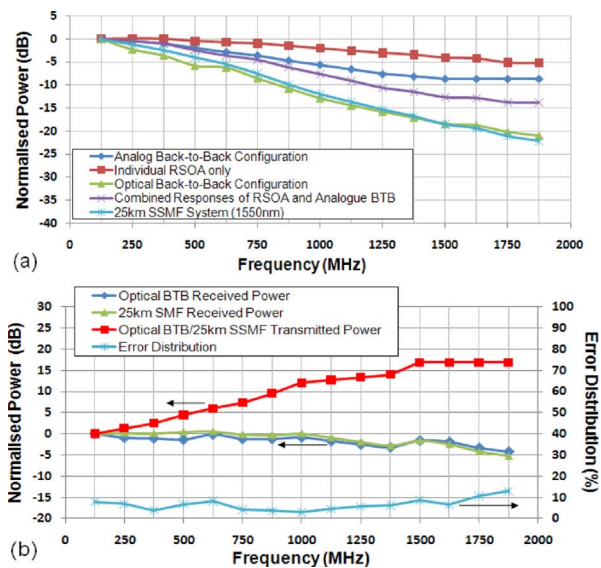 5
0
-5
-10
-15
-20
-25
-30
-35
-40
Normalised Power (dB)
Analog Back-to-Back Configuration
Individual RSOA only
Optical Back-to-Back Configuration
Combined Responses of RSOA and Analogue BTB
25km SSMF System (1550nm)
0 250 500 750 1000 1250 1500 1750 2000
Frequency (MHz)
(a)
Optical BTB Received Power
25km SMF Received Power
Optical BTB/25km SSMF Transmitted Power
Error Distribution
30
25
20
15
10
5
0
-5
-10
-15
-20
Normalised Power (dB)
100
90
80
70
60
50
40
30
20
10
0
Error Distribution (%)
0 250 500 750 1000 1250 1500 1750 2000
Frequency (MHz)
(b)